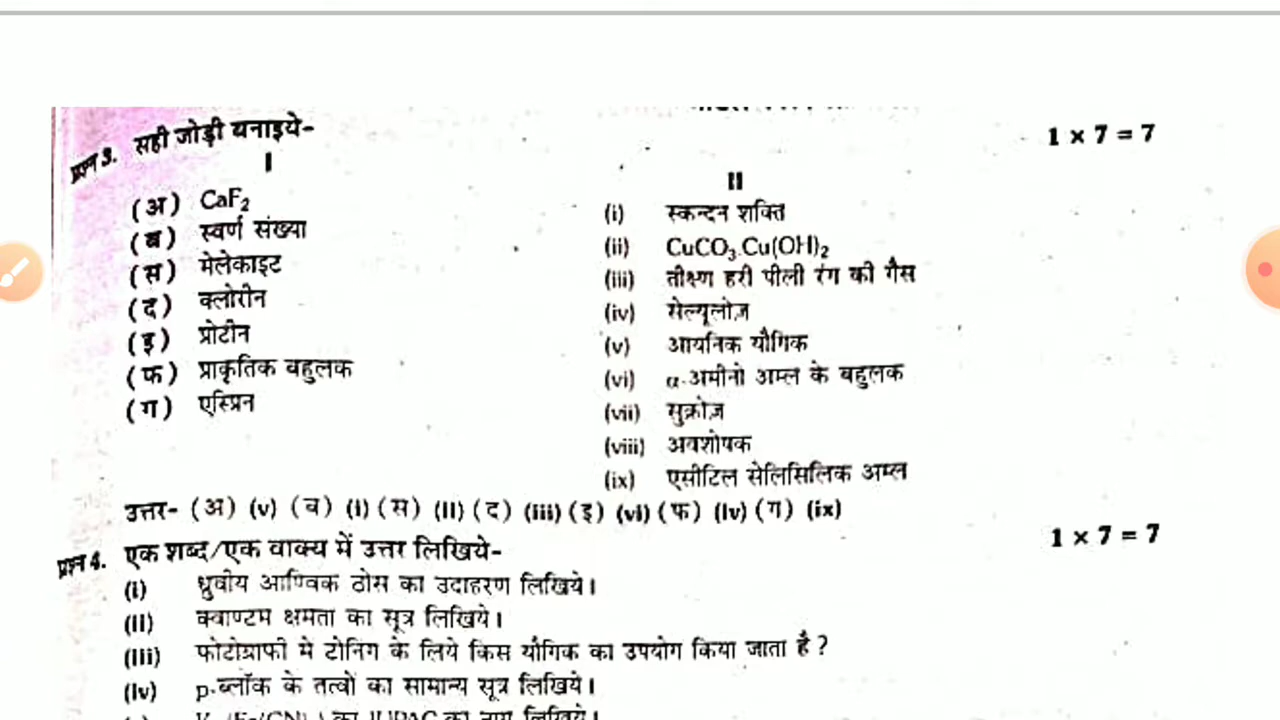 प्रश्न 3. सही जोड़ी बनाइये-
1 × 7 = 7
I
II
(अ) CaF₂
(i) स्कन्दन शक्ति
(ब) स्वर्ण संख्या
(ii) CuCO₃.Cu(OH)₂
(स) मेलेकाइट
(iii) तीक्ष्ण हरी पीली रंग की गैस
(द) क्लोरीन
(iv) सेल्यूलोज़
(इ) प्रोटीन
(v) आयनिक यौगिक
(फ) प्राकृतिक बहुलक
(vi) α-अमीनो अम्ल के बहुलक
(ग) एस्प्रिन
(vii) सुक्रोज़
(viii) अवशोषक
(ix) एसीटिल सेलिसिलिक अम्ल
उत्तर- (अ) (v) (ब) (i) (स) (II) (द) (iii) (इ) (vi) (फ) (Iv) (ग) (ix)
प्रश्न 4. एक शब्द/एक वाक्य में उत्तर लिखिये-
1 × 7 = 7
(I) ध्रुवीय आण्विक ठोस का उदाहरण लिखिये।
(II) क्वाण्टम क्षमता का सूत्र लिखिये।
(III) फोटोग्राफी मे टोनिंग के लिये किस यौगिक का उपयोग किया जाता है ?
(Iv) p-ब्लॉक के तत्वों का सामान्य सूत्र लिखिये।
का IUPAC का नाम लिखिये।